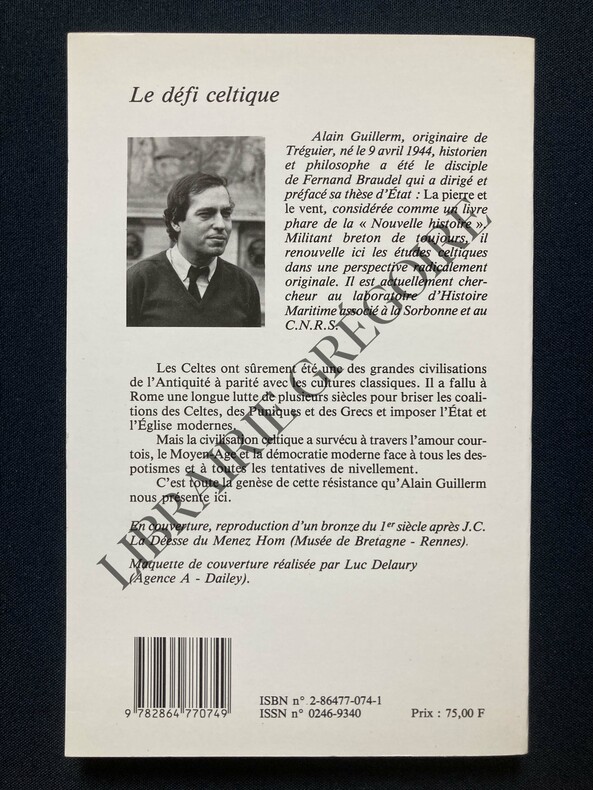 Le défi celtique
Alain Guillerm, originaire de
Tréguier, né le 9 avril 1944, historien
et philosophe a été le disciple
de Fernand Braudel qui a dirigé et
préfacé sa thèse d'État : La pierre et
le vent, considérée comme un livre
phare de la « Nouvelle histoire ».
Militant breton de toujours, il
renouvelle ici les études celtiques
dans une perspective radicalement
originale. Il est actuellement cher-
cheur au laboratoire d'Histoire
Maritime associé à la Sorbonne et au
C.N.R.S.
Les Celtes ont sûrement été une des grandes civilisations
de l'Antiquité à parité avec les cultures classiques. Il a fallu à
Rome une longue lutte de plusieurs siècles pour briser les coali-
tions des Celtes, des Puniques et des Grecs et imposer l'État et
l'Église modernes.
Mais la civilisation celtique a survécu à travers l'amour cour-
tois, le Moyen-Age et la démocratie moderne face à tous les des-
potismes et à toutes les tentatives de nivellement.
C'est toute la genèse de cette résistance qu'Alain Guillerm
nous présente ici.
En couverture, reproduction d'un bronze du 1er siècle après J.C.
La Déesse du Menez Hom (Musée de Bretagne - Rennes).
Maquette de couverture réalisée par Luc Delaury
(Agence A - Dailey).
LIBRAIRIE GRÉGOIRE
9 782864 770749
ISBN n° 2-86477-074-1
ISSN n° 0246-9340
Prix : 75,00 F